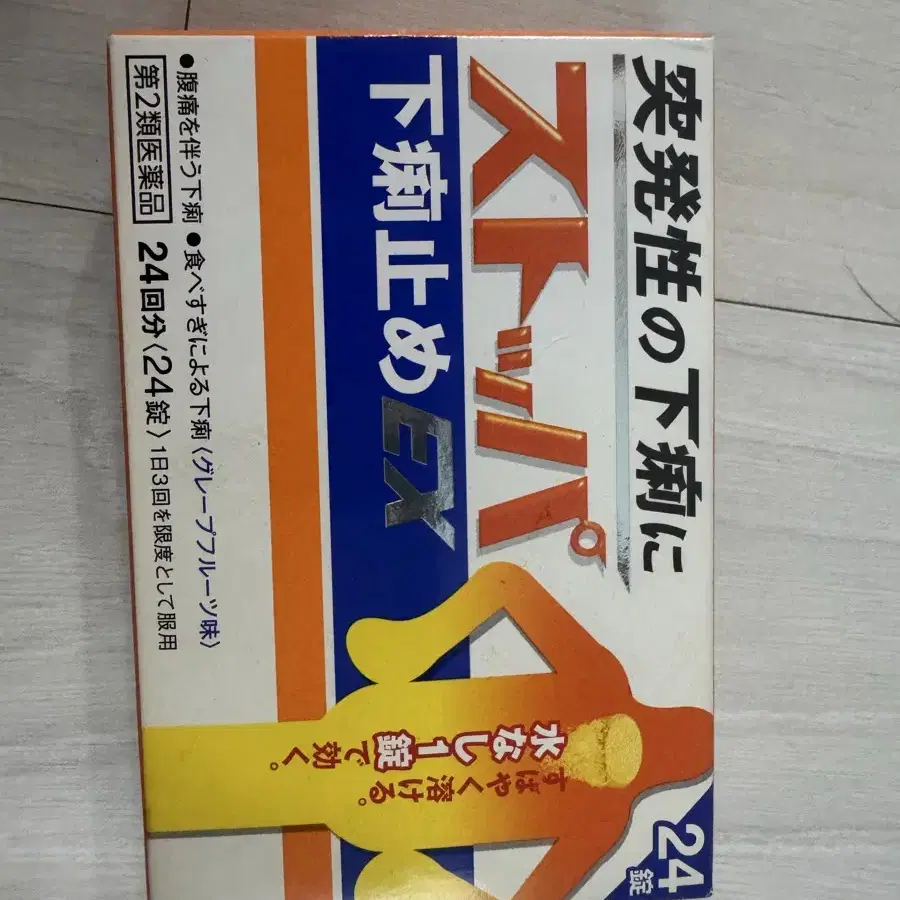 突発性の下痢に
ストッパ
下痢止めEX
水なし1錠で効く。
すばやく溶ける。
24錠
●腹痛を伴う下痢 ●食べすぎによる下痢〈グレープフルーツ味〉
第2類医薬品 24回分〈24錠〉1日3回を限度として服用